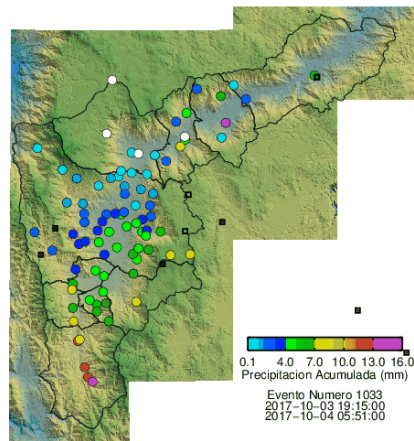 0.1 4.0 7.0 10.0 13.0 16.0
Precipitacion Acumulada (mm)
Evento Numero 1033
2017-10-03 19:15:00
2017-10-04 05:51:00